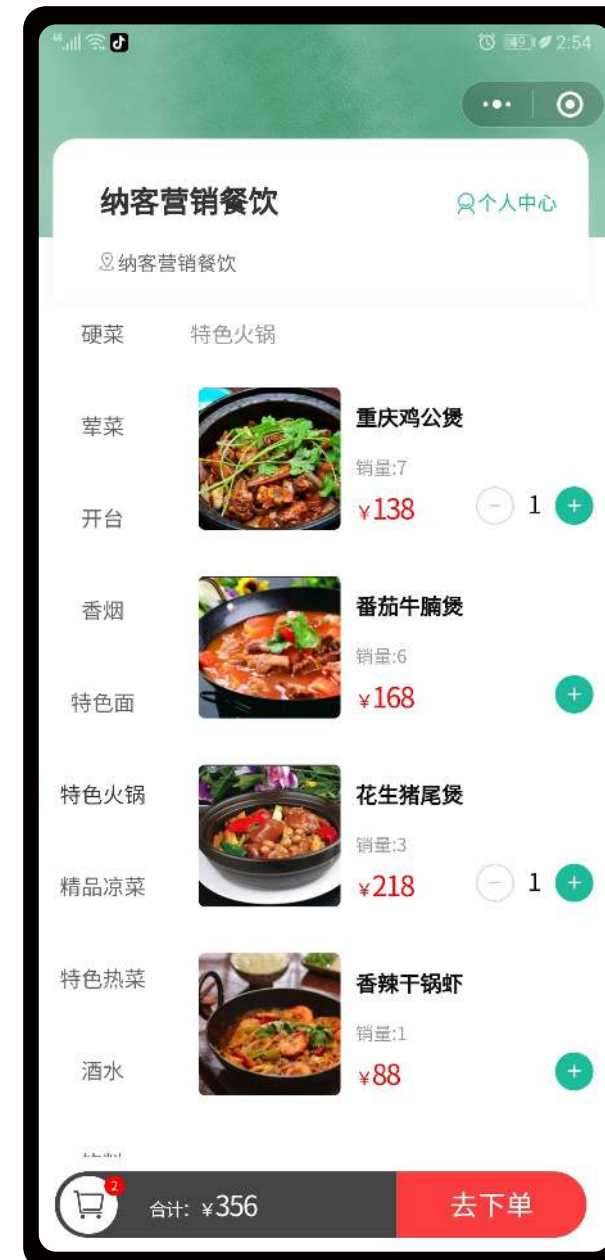 2:54
49
纳客营销餐饮
个人中心
纳客营销餐饮
硬菜
特色火锅
荤菜
重庆鸡公煲
销量:7
¥138
1
开台
香烟
番茄牛腩煲
销量:6
¥168
特色面
特色火锅
花生猪尾煲
销量:3
¥218
1
精品凉菜
特色热菜
香辣干锅虾
销量:1
¥88
酒水
2
合计: ¥356
去下单